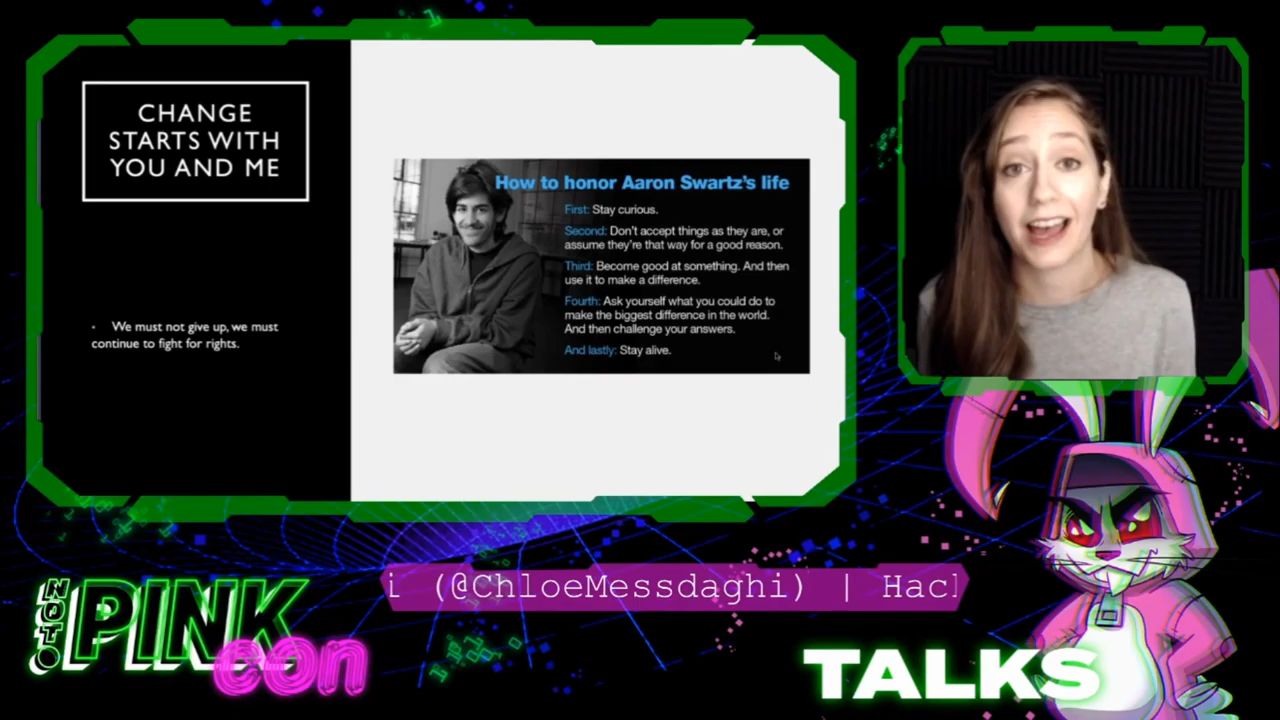 CHANGE
STARTS WITH
YOU AND ME
• We must not give up, we must
continue to fight for rights.
How to honor Aaron Swartz's life
First: Stay curious.
Second: Don't accept things as they are, or
assume they're that way for a good reason.
Third: Become good at something. And then
use it to make a difference.
Fourth: Ask yourself what you could do to
make the biggest difference in the world.
And then challenge your answers.
And lastly: Stay alive.
i (@ChloeMessdaghi) | Hac
NOT
PINK
con
TALKS